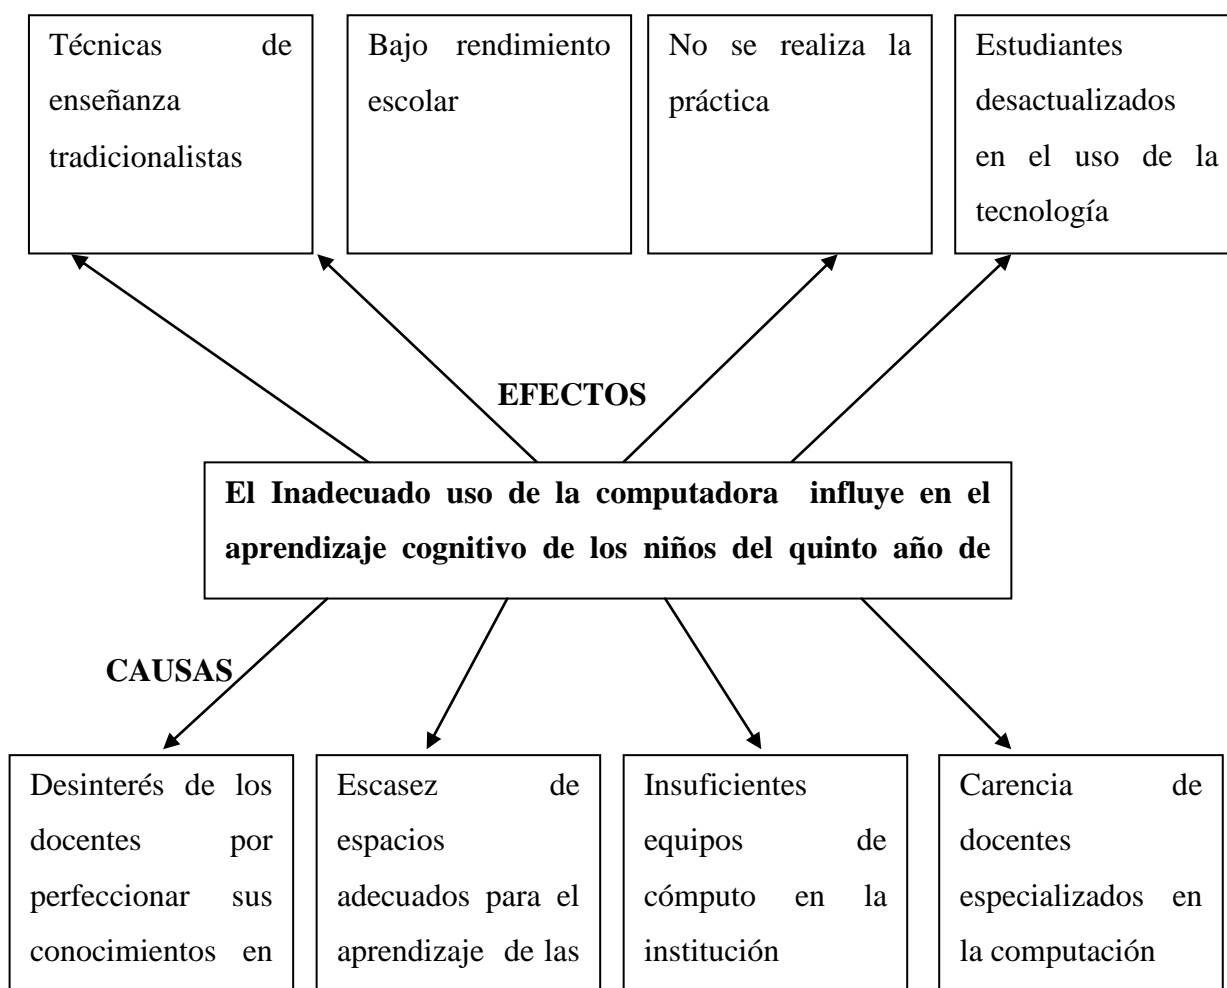 Técnicas de
enseñanza
tradicionalistas
Bajo rendimiento
escolar
No se realiza la
práctica
Estudiantes
desactualizados
en el uso de la
tecnología
EFECTOS
El Inadecuado uso de la computadora influye en el
aprendizaje cognitivo de los niños del quinto año de
CAUSAS
Desinterés de los
docentes por
perfeccionar sus
conocimientos en
Escasez de
espacios
adecuados para el
aprendizaje de las
Insuficientes
equipos de
cómputo en la
institución
Carencia de
docentes
especializados en
la computación